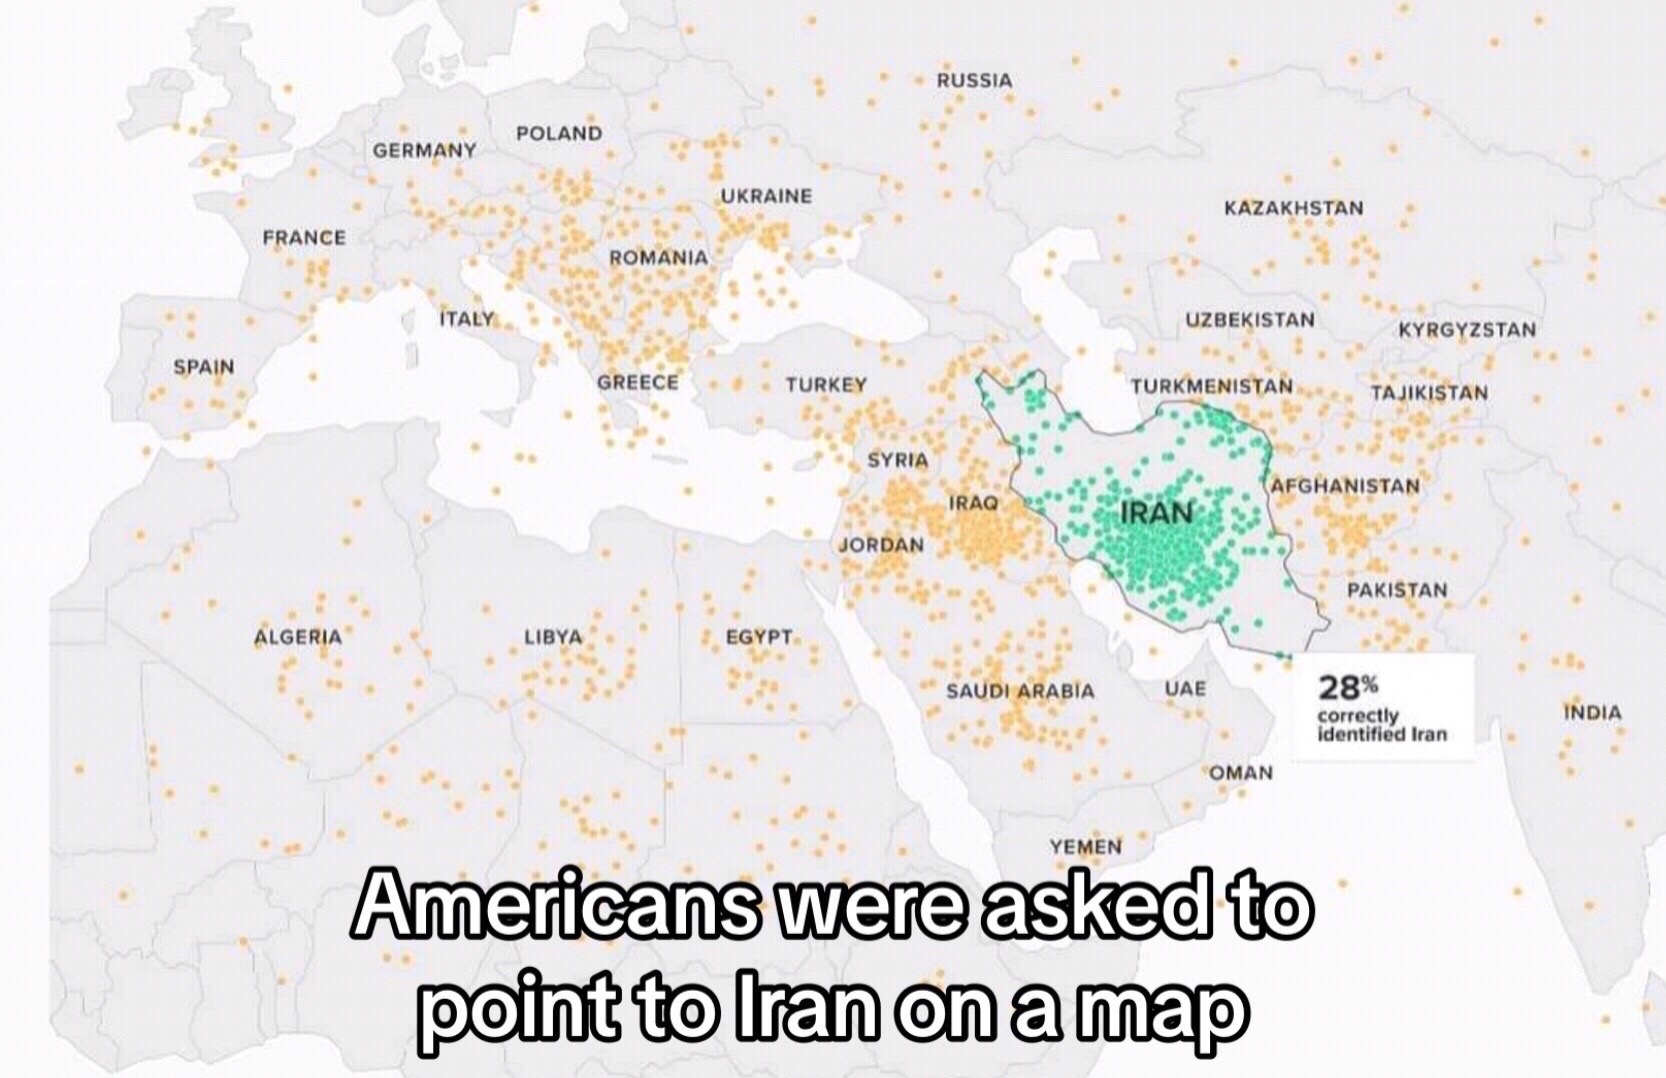 RUSSIA
POLAND
GERMANY
UKRAINE
KAZAKHSTAN
FRANCE
ROMANIA
ITALY
UZBEKISTAN
KYRGYZSTAN
SPAIN
GREECE
TURKEY
TURKMENISTAN
TAJIKISTAN
SYRIA
AFGHANISTAN
IRAQ
IRAN
JORDAN
PAKISTAN
ALGERIA
LIBYA
EGYPT
SAUDI ARABIA
UAE
28%
correctly
identified Iran
INDIA
OMAN
YEMEN
Americans were asked to
point to Iran on a map